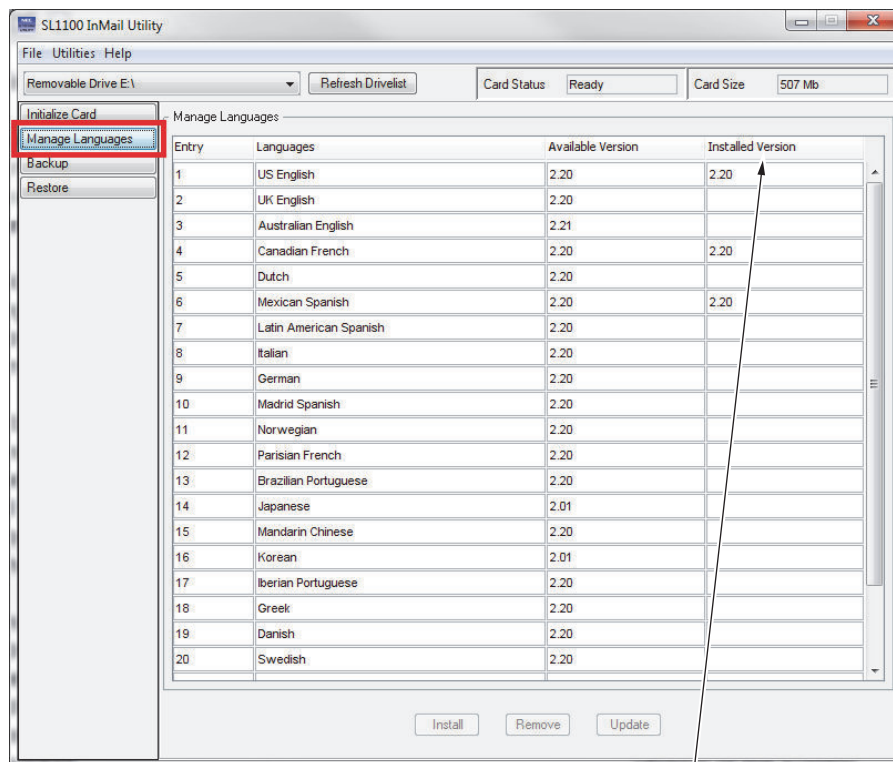 SL1100 InMail Utility
File Utilities Help
Removable Drive E:\ Refresh Drivelist Card Status Ready Card Size 507 Mb
Initialize Card
Manage Languages
Backup
Restore
Manage Languages
Entry Languages Available Version Installed Version
1 US English 2.20 2.20
2 UK English 2.20
3 Australian English 2.21
4 Canadian French 2.20 2.20
5 Dutch 2.20
6 Mexican Spanish 2.20 2.20
7 Latin American Spanish 2.20
8 Italian 2.20
9 German 2.20
10 Madrid Spanish 2.20
11 Norwegian 2.20
12 Parisian French 2.20
13 Brazilian Portuguese 2.20
14 Japanese 2.01
15 Mandarin Chinese 2.20
16 Korean 2.01
17 Iberian Portuguese 2.20
18 Greek 2.20
19 Danish 2.20
20 Swedish 2.20
Install Remove Update